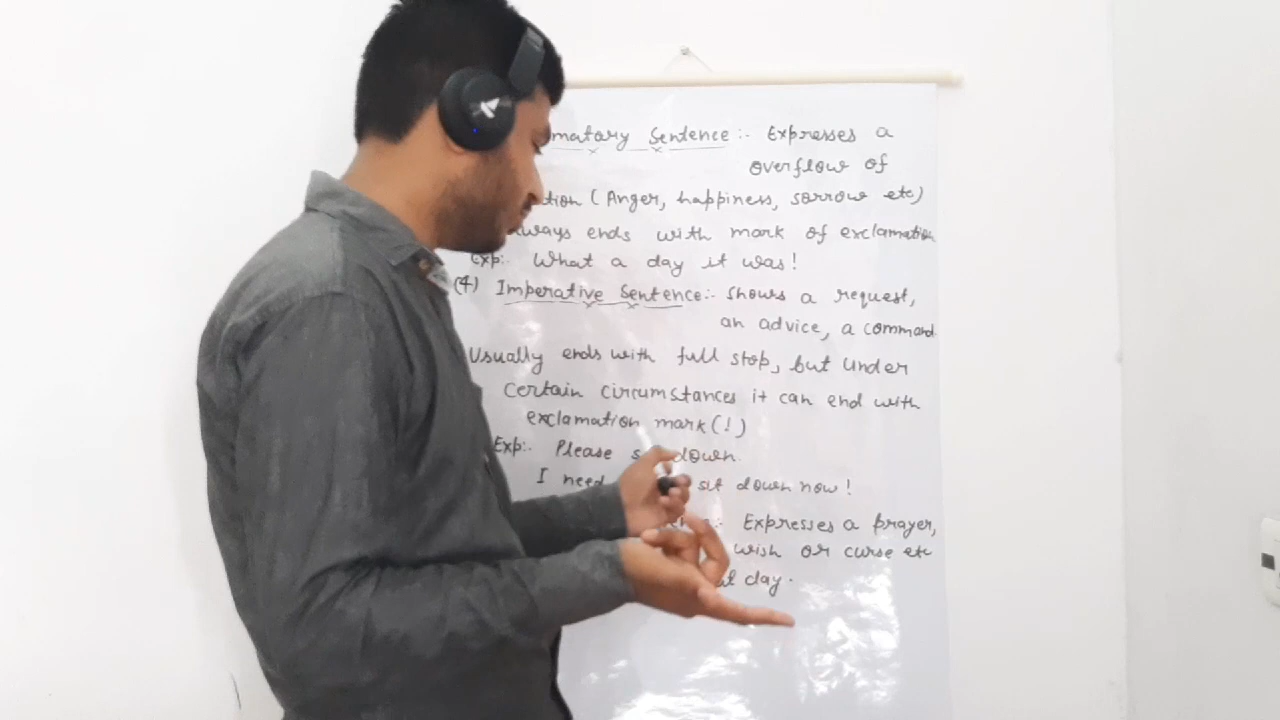 matory Sentence:- Expresses a
overflow of
tion (Anger, happiness, sorrow etc)
ways ends with mark of exclamation
Exp:. What a day it was!
(4) Imperative Sentence:- Shows a request,
an advice, a command
Usually ends with full stop, but under
certain circumstances it can end with
exclamation mark (!)
Exp:. Please down.
I need sit down now!
:- Expresses a prayer,
wish or curse etc
day.